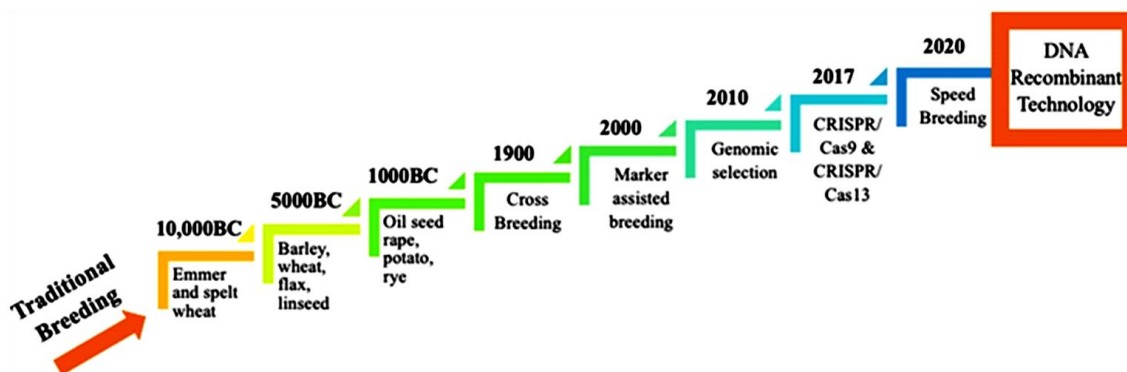 Traditional
Breeding
10,000BC
Emmer
and spelt
wheat
5000BC
Barley,
wheat,
flax,
linseed
1000BC
Oil seed
rape,
potato,
rye
1900
Cross
Breeding
2000
Marker
assisted
breeding
2010
Genomic
selection
2017
CRISPR/
Cas9 &
CRISPR/
Cas13
2020
Speed
Breeding
DNA
Recombinant
Technology